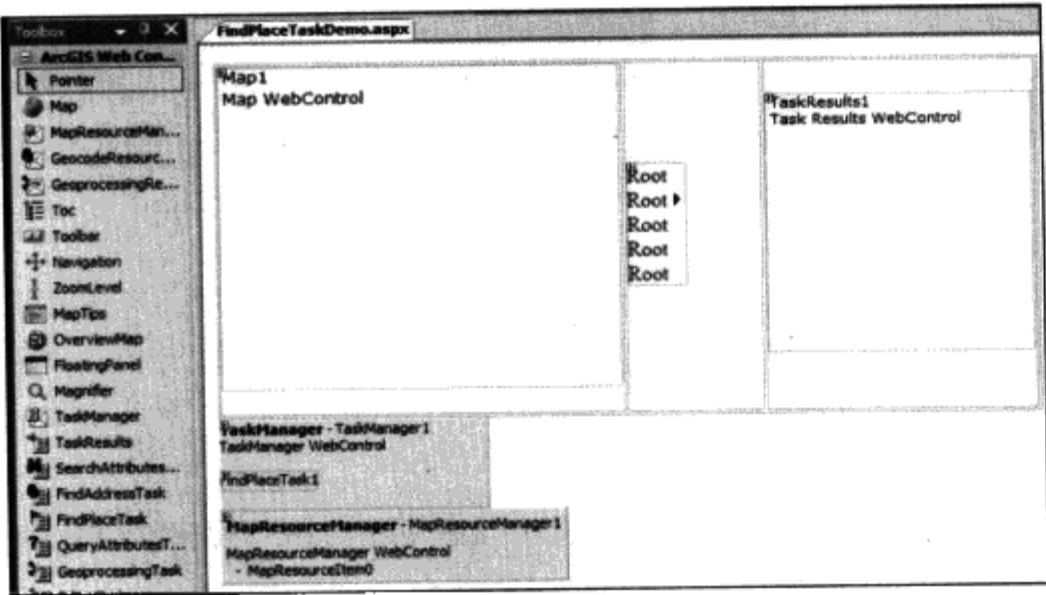 Toolbox
ArcGIS Web Con...
Pointer
Map
MapResourceMan...
GeocodeResourc...
GeoprocessingRe...
Toc
Toolbar
Navigation
ZoomLevel
MapTips
OverviewMap
FloatingPanel
Magnifier
TaskManager
TaskResults
SearchAttributes...
FindAddressTask
FindPlaceTask
QueryAttributesT...
GeoprocessingTask
FindPlaceTaskDemo.aspx
Map1
Map WebControl
Root
Root
Root
Root
Root
TaskResults1
Task Results WebControl
TaskManager - TaskManager1
TaskManager WebControl
FindPlaceTask1
MapResourceManager - MapResourceManager1
MapResourceManager WebControl
- MapResourceItem0